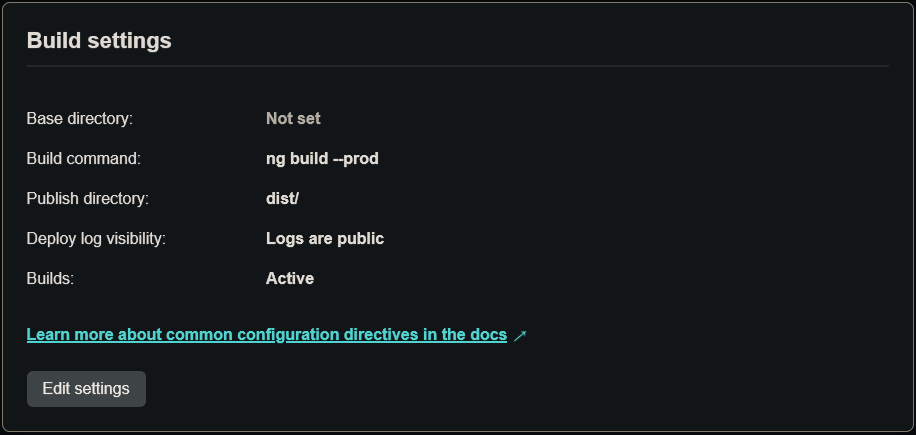 Build settings
Base directory: Not set
Build command: ng build --prod
Publish directory: dist/
Deploy log visibility: Logs are public
Builds: Active
Learn more about common configuration directives in the docs ↗
Edit settings